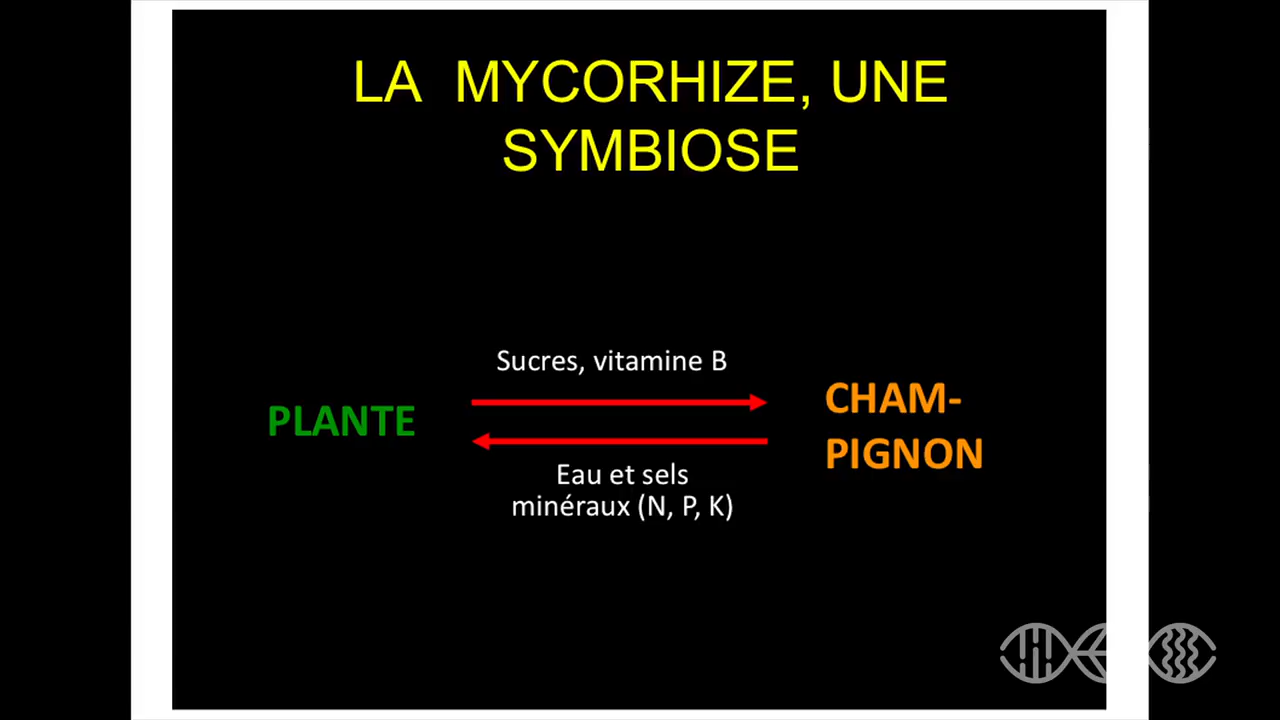 LA MYCORHIZE, UNE
SYMBIOSE
Sucres, vitamine B
PLANTE
CHAM-
PIGNON
Eau et sels
minéraux (N, P, K)